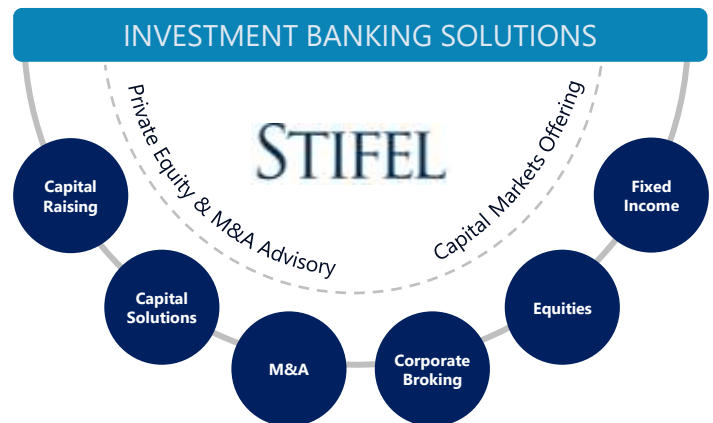 INVESTMENT BANKING SOLUTIONS
Private Equity & M&A Advisory
STIFEL
Capital Markets Offering
Capital
Raising
Capital
Solutions
M&A
Corporate
Broking
Equities
Fixed
Income